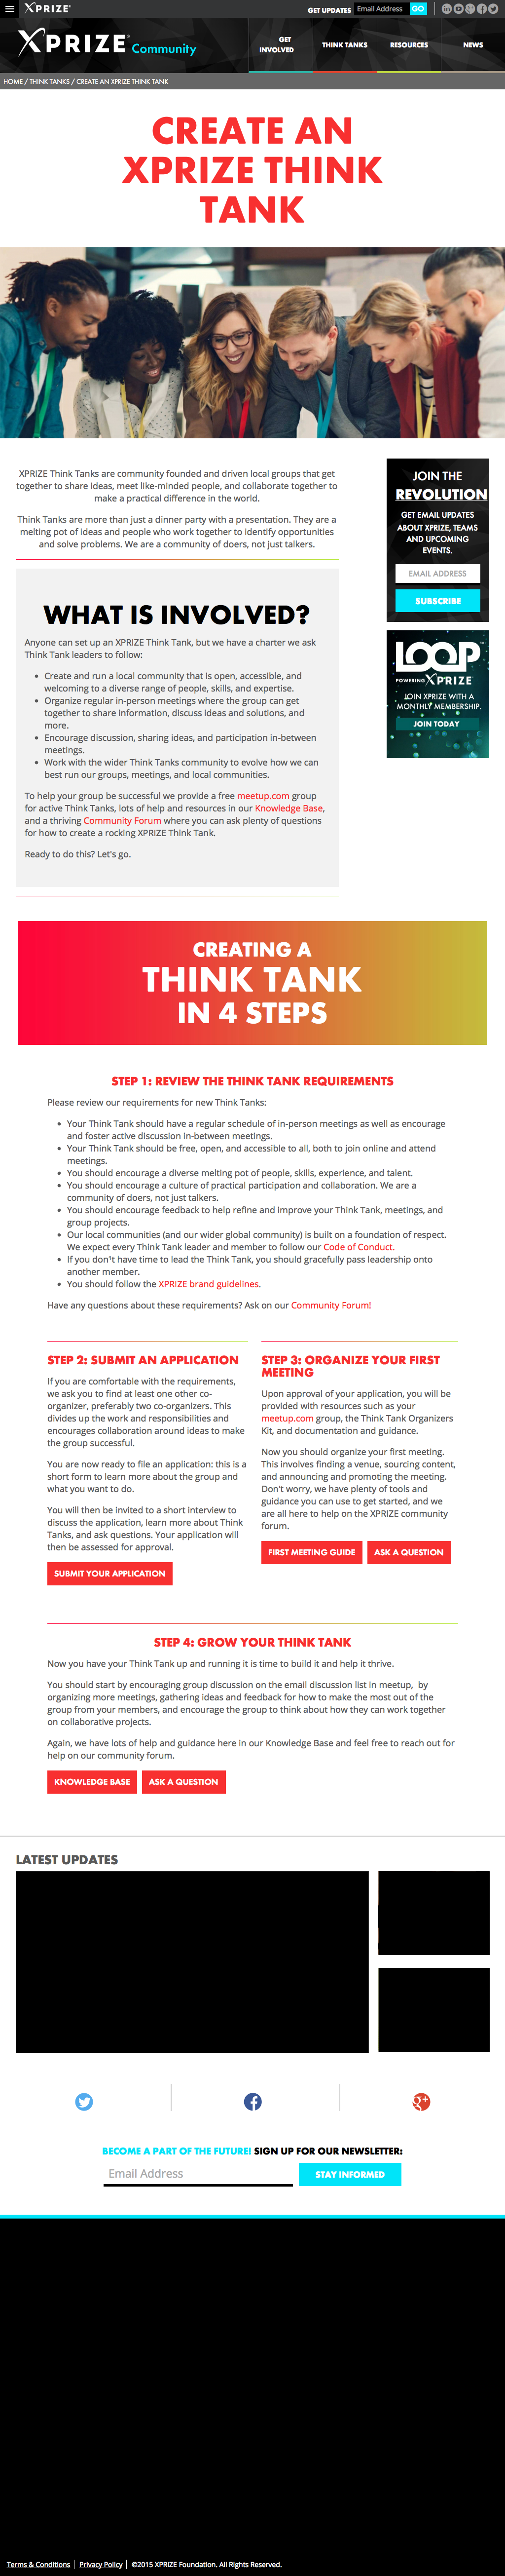 XPRIZE®
GET UPDATES Email Address GO
XPRIZE® Community
GET INVOLVED
THINK TANKS
RESOURCES
NEWS
HOME / THINK TANKS / CREATE AN XPRIZE THINK TANK
CREATE AN
XPRIZE THINK
TANK
XPRIZE Think Tanks are community founded and driven local groups that get
together to share ideas, meet like-minded people, and collaborate together to
make a practical difference in the world.
Think Tanks are more than just a dinner party with a presentation. They are a
melting pot of ideas and people who work together to identify opportunities
and solve problems. We are a community of doers, not just talkers.
WHAT IS INVOLVED?
Anyone can set up an XPRIZE Think Tank, but we have a charter we ask
Think Tank leaders to follow:
• Create and run a local community that is open, accessible, and
welcoming to a diverse range of people, skills, and expertise.
• Organize regular in-person meetings where the group can get
together to share information, discuss ideas and solutions, and
more.
• Encourage discussion, sharing ideas, and participation in-between
meetings.
• Work with the wider Think Tanks community to evolve how we can
best run our groups, meetings, and local communities.
To help your group be successful we provide a free meetup.com group
for active Think Tanks, lots of help and resources in our Knowledge Base,
and a thriving Community Forum where you can ask plenty of questions
for how to create a rocking XPRIZE Think Tank.
Ready to do this? Let's go.
JOIN THE
REVOLUTION
GET EMAIL UPDATES
ABOUT XPRIZE, TEAMS
AND UPCOMING
EVENTS.
EMAIL ADDRESS
SUBSCRIBE
LOOP
POWERING XPRIZE
JOIN XPRIZE WITH A
MONTHLY MEMBERSHIP.
JOIN TODAY
CREATING A
THINK TANK
IN 4 STEPS
STEP 1: REVIEW THE THINK TANK REQUIREMENTS
Please review our requirements for new Think Tanks:
• Your Think Tank should have a regular schedule of in-person meetings as well as encourage
and foster active discussion in-between meetings.
• Your Think Tank should be free, open, and accessible to all, both to join online and attend
meetings.
• You should encourage a diverse melting pot of people, skills, experience, and talent.
• You should encourage a culture of practical participation and collaboration. We are a
community of doers, not just talkers.
• You should encourage feedback to help refine and improve your Think Tank, meetings, and
group projects.
• Our local communities (and our wider global community) is built on a foundation of respect.
We expect every Think Tank leader and member to follow our Code of Conduct.
• If you don¹t have time to lead the Think Tank, you should gracefully pass leadership onto
another member.
• You should follow the XPRIZE brand guidelines.
Have any questions about these requirements? Ask on our Community Forum!
STEP 2: SUBMIT AN APPLICATION
If you are comfortable with the requirements,
we ask you to find at least one other co-
organizer, preferably two co-organizers. This
divides up the work and responsibilities and
encourages collaboration around ideas to make
the group successful.
You are now ready to file an application: this is a
short form to learn more about the group and
what you want to do.
You will then be invited to a short interview to
discuss the application, learn more about Think
Tanks, and ask questions. Your application will
then be assessed for approval.
SUBMIT YOUR APPLICATION
STEP 3: ORGANIZE YOUR FIRST
MEETING
Upon approval of your application, you will be
provided with resources such as your
meetup.com group, the Think Tank Organizers
Kit, and documentation and guidance.
Now you should organize your first meeting.
This involves finding a venue, sourcing content,
and announcing and promoting the meeting.
Don't worry, we have plenty of tools and
guidance you can use to get started, and we
are all here to help on the XPRIZE community
forum.
FIRST MEETING GUIDE
ASK A QUESTION
STEP 4: GROW YOUR THINK TANK
Now you have your Think Tank up and running it is time to build it and help it thrive.
You should start by encouraging group discussion on the email discussion list in meetup, by
organizing more meetings, gathering ideas and feedback for how to make the most out of the
group from your members, and encourage the group to think about how they can work together
on collaborative projects.
Again, we have lots of help and guidance here in our Knowledge Base and feel free to reach out for
help on our community forum.
KNOWLEDGE BASE
ASK A QUESTION
LATEST UPDATES
BECOME A PART OF THE FUTURE! SIGN UP FOR OUR NEWSLETTER:
Email Address
STAY INFORMED
Terms & Conditions | Privacy Policy | ©2015 XPRIZE Foundation. All Rights Reserved.